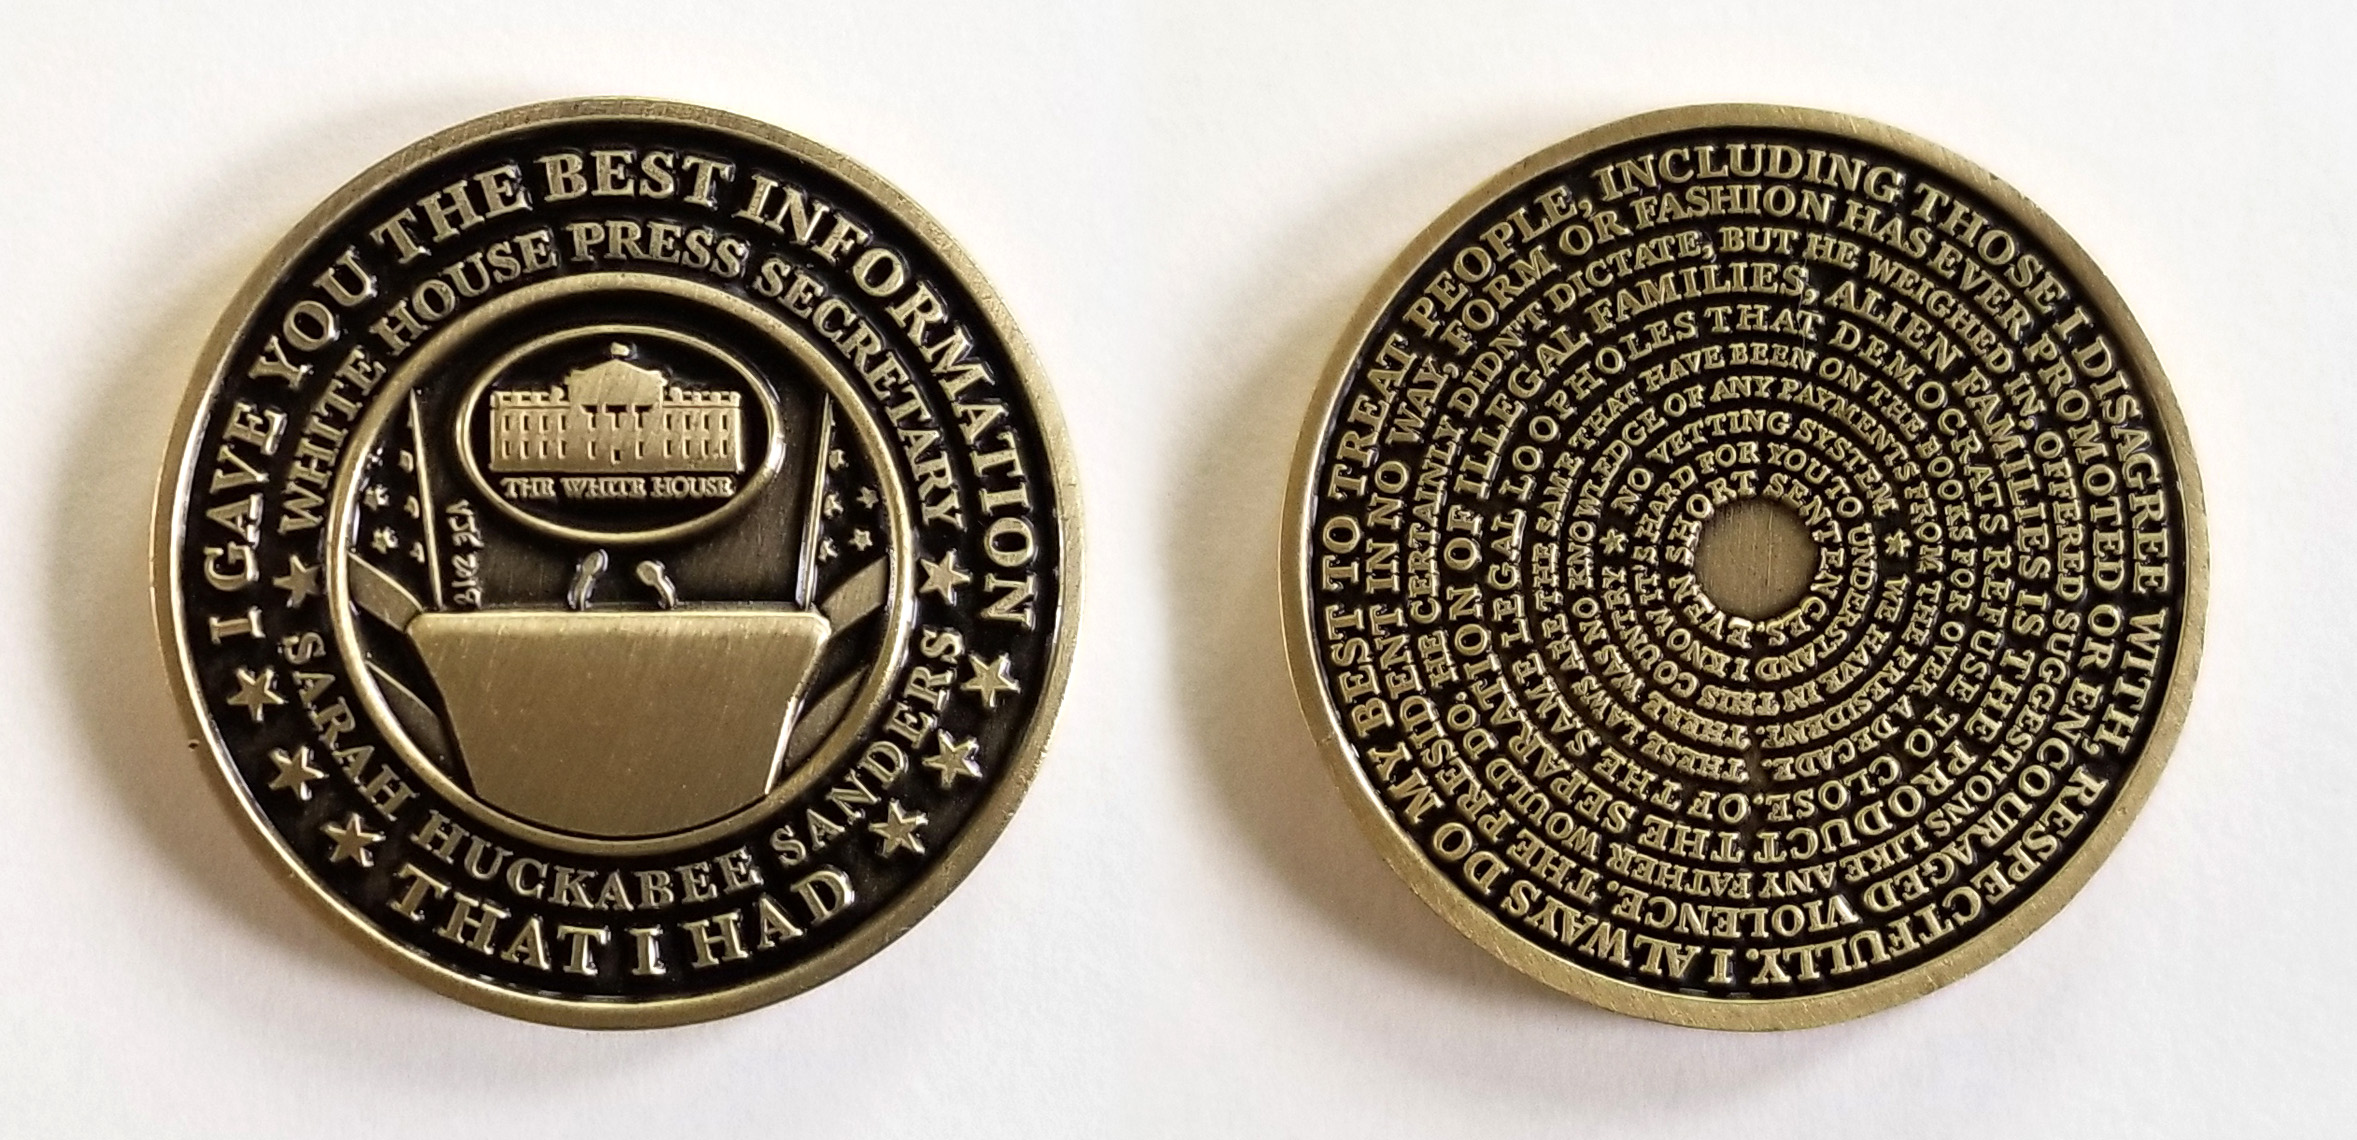 I GAVE YOU THE BEST INFORMATION
WHITE HOUSE PRESS SECRETARY
THE WHITE HOUSE
SARAH HUCKABEE SANDERS
THAT I HAD
I ALWAYS DO MY BEST TO TREAT PEOPLE, INCLUDING THOSE I DISAGREE WITH, RESPECTFULLY.
THE PRESIDENT IN NO WAY, FORM OR FASHION HAS EVER PROMOTED OR ENCOURAGED VIOLENCE.
HE CERTAINLY DIDN'T DICTATE, BUT HE WEIGHED IN, OFFERED SUGGESTIONS LIKE ANY FATHER WOULD DO.
THE SEPARATION OF ILLEGAL FAMILIES, ALIEN FAMILIES IS THE PRODUCT
OF THE SAME LEGAL LOOPHOLES THAT DEMOCRATS REFUSE TO CLOSE.
THESE LAWS ARE THE SAME THAT HAVE BEEN ON THE BOOKS FOR OVER A DECADE.
THERE WAS NO KNOWLEDGE OF ANY PAYMENTS FROM THE PRESIDENT.
WE HAVE IN THIS COUNTRY ★ NO VETTING SYSTEM ★
I KNOW IT'S HARD FOR YOU TO UNDERSTAND
EVEN SHORT SENTENCES